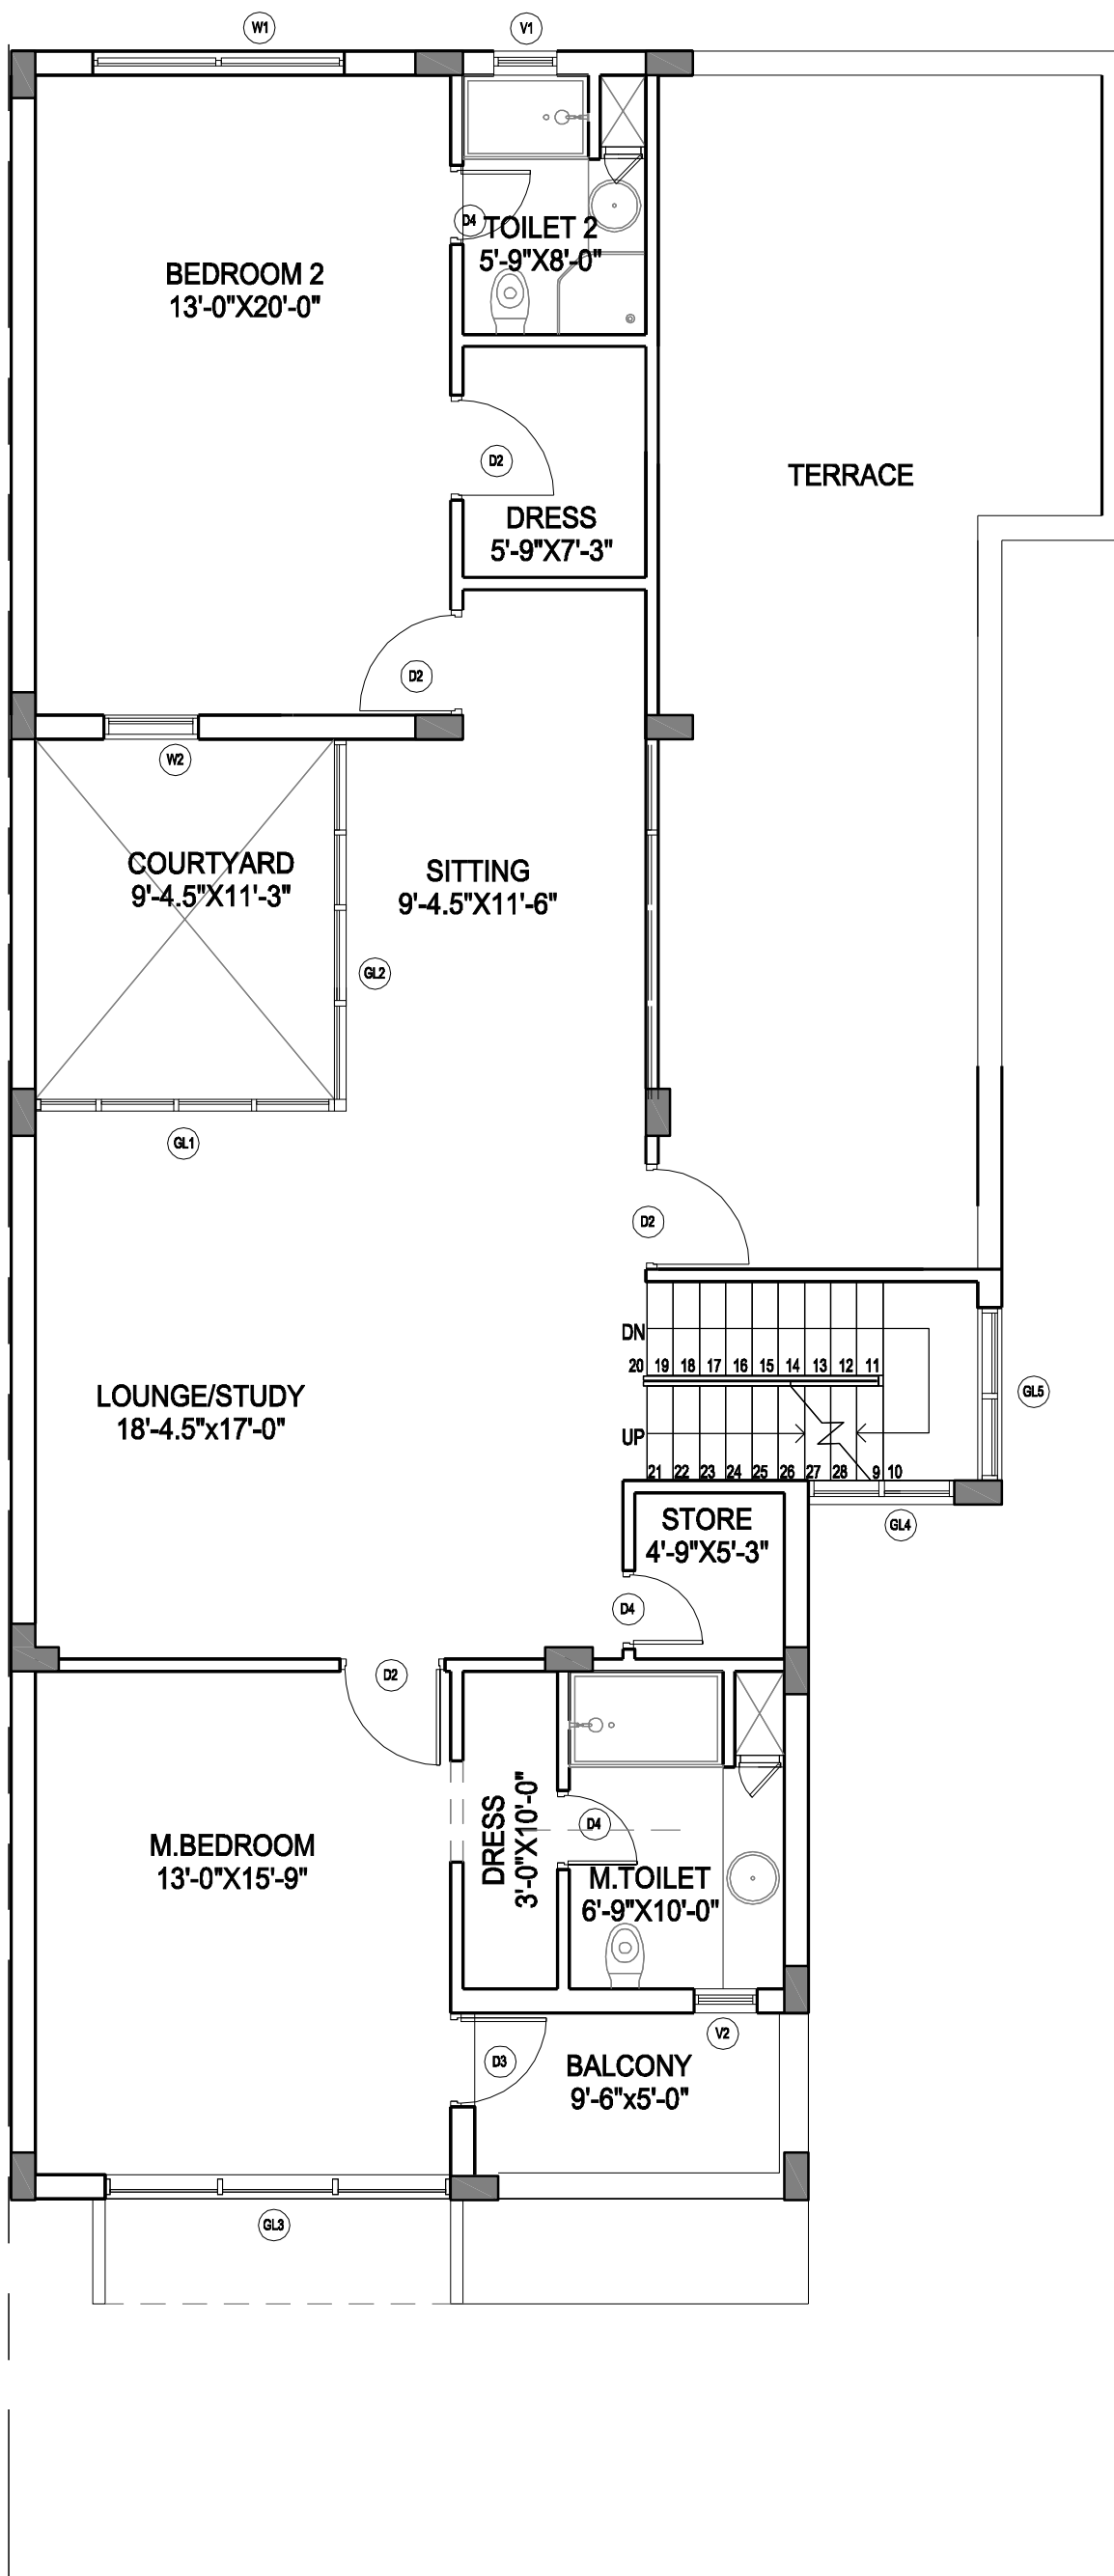 W1
V1
D4
TOILET 2
5'-9"X8'-0"
BEDROOM 2
13'-0"X20'-0"
D2
TERRACE
DRESS
5'-9"X7'-3"
D2
W2
COURTYARD
9'-4.5"X11'-3"
SITTING
9'-4.5"X11'-6"
GL2
GL1
D2
DN
20 19 18 17 16 15 14 13 12 11
LOUNGE/STUDY
18'-4.5"x17'-0"
GL5
UP
21 22 23 24 25 26 27 28 9 10
STORE
4'-9"X5'-3"
GL4
D4
D2
DRESS
3'-0"X10'-0"
D4
M.BEDROOM
13'-0"X15'-9"
M.TOILET
6'-9"X10'-0"
V2
D3
BALCONY
9'-6"x5'-0"
GL3